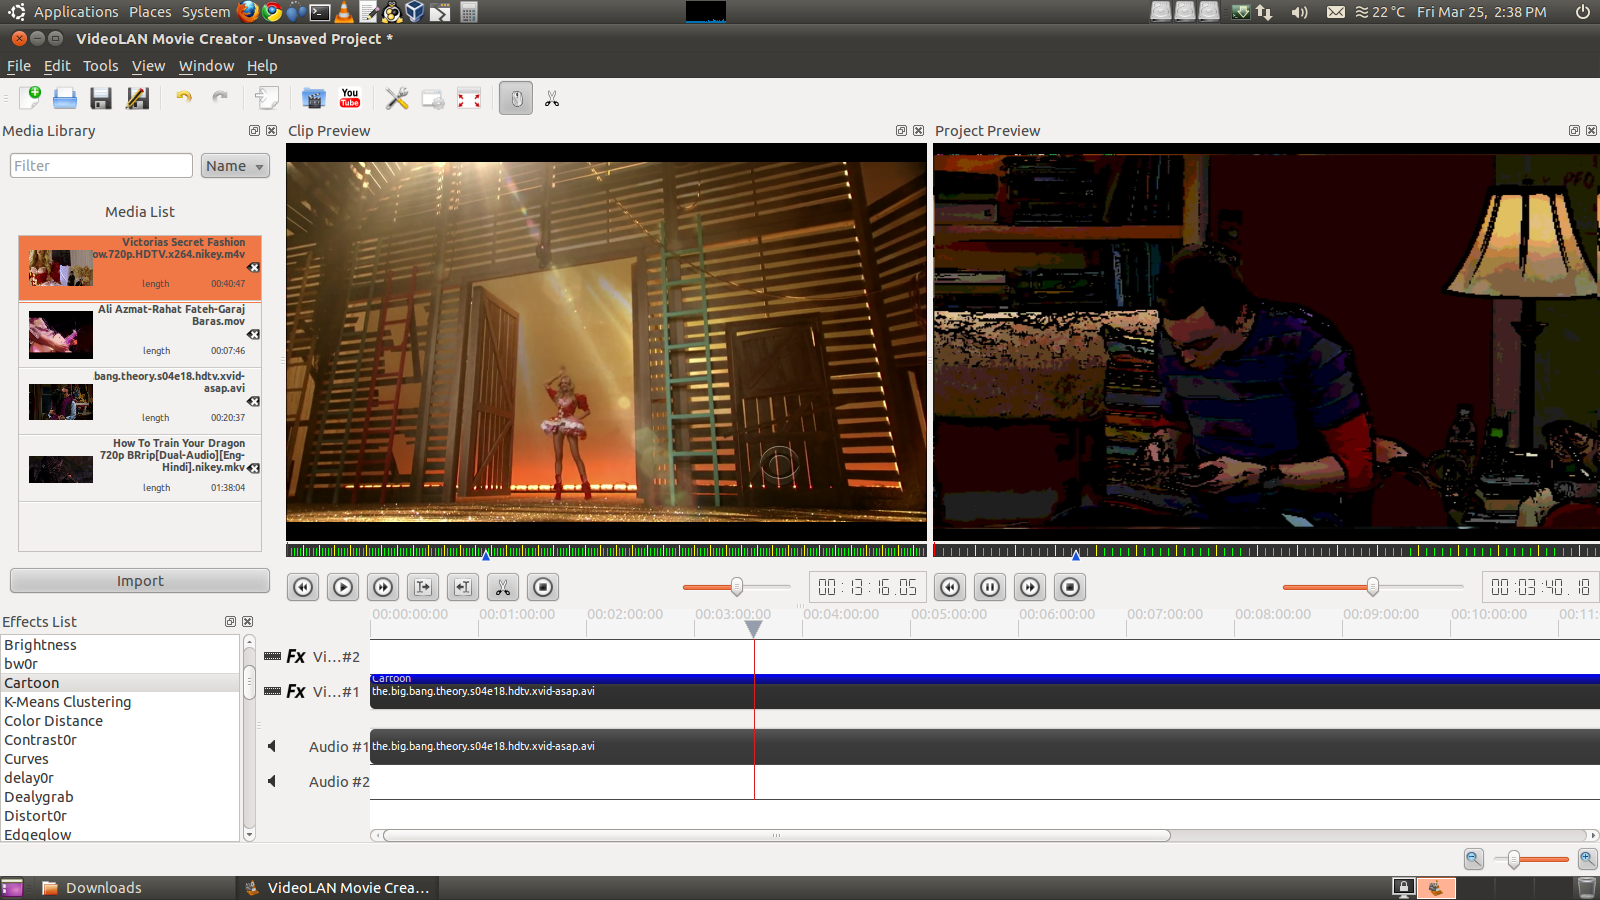 Applications Places System 22 °C Fri Mar 25, 2:38 PM
VideoLAN Movie Creator - Unsaved Project *
File Edit Tools View Window Help
You Tube
Media Library
Clip Preview
Project Preview
Filter
Name
Media List
Victorias Secret Fashion
ow.720p.HDTV.x264.nikey.m4v
length 00:40:47
Ali Azmat-Rahat Fateh-Garaj
Baras.mov
length 00:07:46
bang.theory.s04e18.hdtv.xvid-
asap.avi
length 00:20:37
How To Train Your Dragon
720p BRrip[Dual-Audio][Eng-
Hindi].nikey.mkv
length 01:38:04
Import
00:13:16.05
00:03:40.18
Effects List
Brightness
bw0r
Cartoon
K-Means Clustering
Color Distance
Contrast0r
Curves
delay0r
Dealygrab
Distort0r
Edgeglow
00:00:00:00 00:01:00:00 00:02:00:00 00:03:00:00 00:04:00:00 00:05:00:00 00:06:00:00 00:07:00:00 00:08:00:00 00:09:00:00 00:10:00:00 00:11:
Fx Vi...#2
Cartoon
Fx Vi...#1 the.big.bang.theory.s04e18.hdtv.xvid-asap.avi
Audio #1 the.big.bang.theory.s04e18.hdtv.xvid-asap.avi
Audio #2
Downloads
VideoLAN Movie Crea...